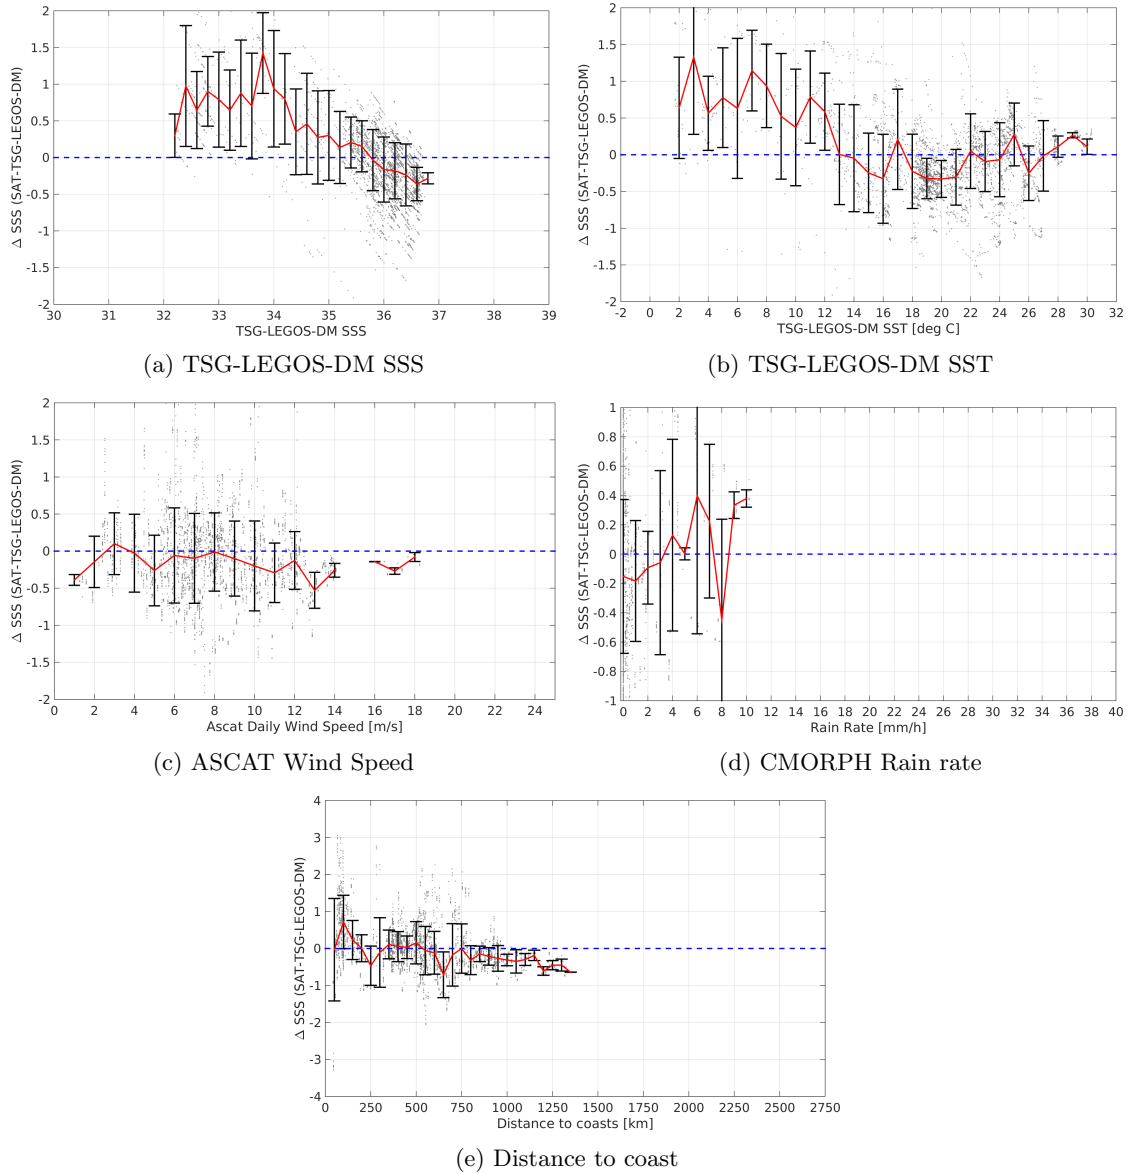 2
1.5
1
0.5
0
-0.5
-1
-1.5
-2
Δ SSS (SAT-TSG-LEGOS-DM)
30 31 32 33 34 35 36 37 38 39
TSG-LEGOS-DM SSS
(a) TSG-LEGOS-DM SSS
2
1.5
1
0.5
0
-0.5
-1
-1.5
-2
Δ SSS (SAT-TSG-LEGOS-DM)
-2 0 2 4 6 8 10 12 14 16 18 20 22 24 26 28 30 32
TSG-LEGOS-DM SST [deg C]
(b) TSG-LEGOS-DM SST
2
1.5
1
0.5
0
-0.5
-1
-1.5
-2
Δ SSS (SAT-TSG-LEGOS-DM)
0 2 4 6 8 10 12 14 16 18 20 22 24
Ascat Daily Wind Speed [m/s]
(c) ASCAT Wind Speed
1
0.8
0.6
0.4
0.2
0
-0.2
-0.4
-0.6
-0.8
-1
Δ SSS (SAT-TSG-LEGOS-DM)
0 2 4 6 8 10 12 14 16 18 20 22 24 26 28 30 32 34 36 38 40
Rain Rate [mm/h]
(d) CMORPH Rain rate
4
3
2
1
0
-1
-2
-3
-4
Δ SSS (SAT-TSG-LEGOS-DM)
0 250 500 750 1000 1250 1500 1750 2000 2250 2500 2750
Distance to coasts [km]
(e) Distance to coast